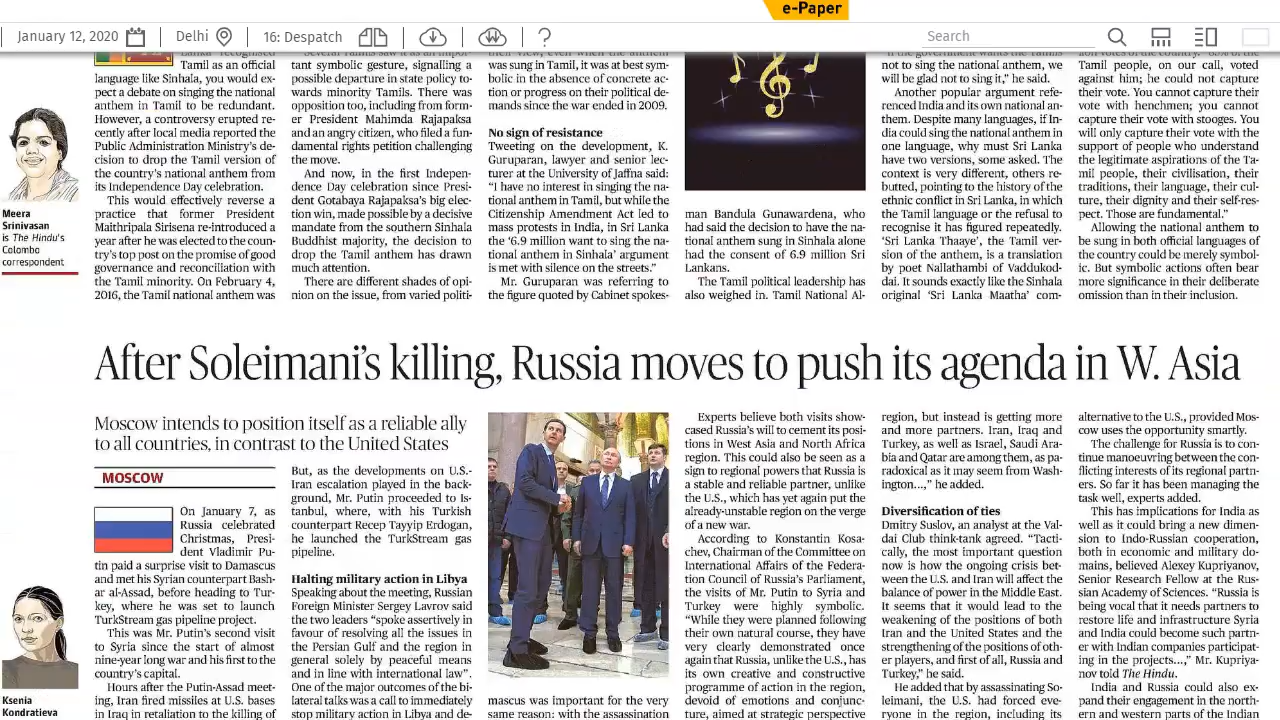 e-Paper
January 12, 2020
Delhi
16: Despatch
?
Search
Meera
Srinivasan
is The Hindu's
Colombo
correspondent
Lanka recognised
Tamil as an official
language like Sinhala, you would ex-
pect a debate on singing the national
anthem in Tamil to be redundant.
However, a controversy erupted re-
cently after local media reported the
Public Administration Ministry's de-
cision to drop the Tamil version of
the country's national anthem from
its Independence Day celebration.
This would effectively reverse a
practice that former President
Maithripala Sirisena re-introduced a
year after he was elected to the coun-
try's top post on the promise of good
governance and reconciliation with
the Tamil minority. On February 4,
2016, the Tamil national anthem was
Several Tamils saw it as an impor-
tant symbolic gesture, signalling a
possible departure in state policy to-
wards minority Tamils. There was
opposition too, including from form-
er President Mahimda Rajapaksa
and an angry citizen, who filed a fun-
damental rights petition challenging
the move.
And now, in the first Indepen-
dence Day celebration since Presi-
dent Gotabaya Rajapaksa's big elec-
tion win, made possible by a decisive
mandate from the southern Sinhala
Buddhist majority, the decision to
drop the Tamil anthem has drawn
much attention.
There are different shades of opi-
nion on the issue, from varied politi-
their view, even when the anthem
was sung in Tamil, it was at best sym-
bolic in the absence of concrete ac-
tion or progress on their political de-
mands since the war ended in 2009.
No sign of resistance
Tweeting on the development, K.
Guruparan, lawyer and senior lec-
turer at the University of Jaffna said:
“I have no interest in singing the na-
tional anthem in Tamil, but while the
Citizenship Amendment Act led to
mass protests in India, in Sri Lanka
the ‘6.9 million want to sing the na-
tional anthem in Sinhala’ argument
is met with silence on the streets.”
Mr. Guruparan was referring to
the figure quoted by Cabinet spokes-
man Bandula Gunawardena, who
had said the decision to have the na-
tional anthem sung in Sinhala alone
had the consent of 6.9 million Sri
Lankans.
The Tamil political leadership has
also weighed in. Tamil National Al-
if the government wants the Tamils
not to sing the national anthem, we
will be glad not to sing it,” he said.
Another popular argument refe-
renced India and its own national an-
them. Despite many languages, if In-
dia could sing the national anthem in
one language, why must Sri Lanka
have two versions, some asked. The
context is very different, others re-
butted, pointing to the history of the
ethnic conflict in Sri Lanka, in which
the Tamil language or the refusal to
recognise it has figured repeatedly.
‘Sri Lanka Thaaye’, the Tamil ver-
sion of the anthem, is a translation
by poet Nallathambi of Vaddukod-
dai. It sounds exactly like the Sinhala
original ‘Sri Lanka Maatha’ com-
tion votes of the country. “83% of the
Tamil people, on our call, voted
against him; he could not capture
their vote. You cannot capture their
vote with henchmen; you cannot
capture their vote with stooges. You
will only capture their vote with the
support of people who understand
the legitimate aspirations of the Ta-
mil people, their civilisation, their
traditions, their language, their cul-
ture, their dignity and their self-res-
pect. Those are fundamental.”
Allowing the national anthem to
be sung in both official languages of
the country could be merely symbol-
ic. But symbolic actions often bear
more significance in their deliberate
omission than in their inclusion.
After Soleimani's killing, Russia moves to push its agenda in W. Asia
Moscow intends to position itself as a reliable ally
to all countries, in contrast to the United States
MOSCOW
Ksenia
Kondratieva
On January 7, as
Russia celebrated
Christmas, Presi-
dent Vladimir Pu-
tin paid a surprise visit to Damascus
and met his Syrian counterpart Bash-
ar al-Assad, before heading to Tur-
key, where he was set to launch
TurkStream gas pipeline project.
This was Mr. Putin's second visit
to Syria since the start of almost
nine-year long war and his first to the
country's capital.
Hours after the Putin-Assad meet-
ing, Iran fired missiles at U.S. bases
in Iraq in retaliation to the killing of
But, as the developments on U.S.-
Iran escalation played in the back-
ground, Mr. Putin proceeded to Is-
tanbul, where, with his Turkish
counterpart Recep Tayyip Erdogan,
he launched the TurkStream gas
pipeline.
Halting military action in Libya
Speaking about the meeting, Russian
Foreign Minister Sergey Lavrov said
the two leaders “spoke assertively in
favour of resolving all the issues in
the Persian Gulf and the region in
general solely by peaceful means
and in line with international law”.
One of the major outcomes of the bi-
lateral talks was a call to immediately
stop military action in Libya and de-
mascus was important for the very
same reason: with the assassination
Experts believe both visits show-
cased Russia's will to cement its posi-
tions in West Asia and North Africa
region. This could also be seen as a
sign to regional powers that Russia is
a stable and reliable partner, unlike
the U.S., which has yet again put the
already-unstable region on the verge
of a new war.
According to Konstantin Kosa-
chev, Chairman of the Committee on
International Affairs of the Federa-
tion Council of Russia's Parliament,
the visits of Mr. Putin to Syria and
Turkey were highly symbolic.
“While they were planned following
their own natural course, they have
very clearly demonstrated once
again that Russia, unlike the U.S., has
its own creative and constructive
programme of action in the region,
devoid of emotions and conjunc-
ture, aimed at strategic perspective
region, but instead is getting more
and more partners. Iran, Iraq and
Turkey, as well as Israel, Saudi Ara-
bia and Qatar are among them, as pa-
radoxical as it may seem from Wash-
ington...,” he added.
Diversification of ties
Dmitry Suslov, an analyst at the Val-
dai Club think-tank agreed. “Tacti-
cally, the most important question
now is how the ongoing crisis bet-
ween the U.S. and Iran will affect the
balance of power in the Middle East.
It seems that it would lead to the
weakening of the positions of both
Iran and the United States and the
strengthening of the positions of oth-
er players, and first of all, Russia and
Turkey,” he said.
He added that by assassinating So-
leimani, the U.S. had forced eve-
ryone in the region, including its
alternative to the U.S., provided Mos-
cow uses the opportunity smartly.
The challenge for Russia is to con-
tinue manoeuvring between the con-
flicting interests of its regional partn-
ers. So far it has been managing the
task well, experts added.
This has implications for India as
well as it could bring a new dimen-
sion to Indo-Russian cooperation,
both in economic and military do-
mains, believed Alexey Kupriyanov,
Senior Research Fellow at the Rus-
sian Academy of Sciences. “Russia is
being vocal that it needs partners to
restore life and infrastructure Syria
and India could become such partn-
er with Indian companies participat-
ing in the projects...,” Mr. Kupriya-
nov told The Hindu.
India and Russia could also ex-
pand their engagement in the north-
ern and western parts of the Indian